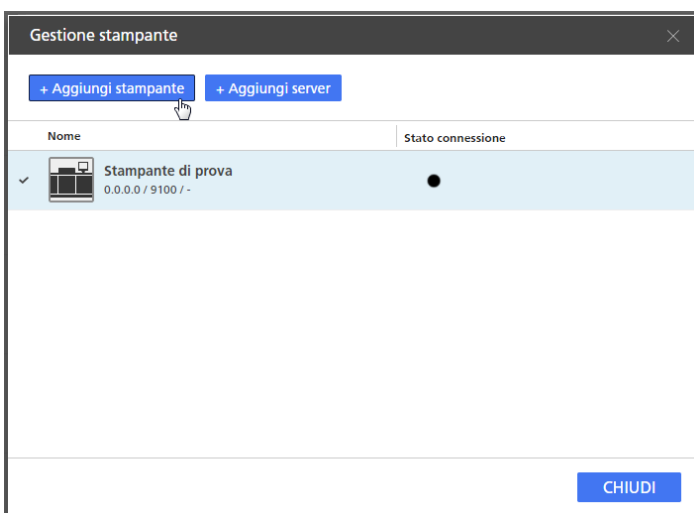 Gestione stampante
+ Aggiungi stampante + Aggiungi server
Nome Stato connessione
Stampante di prova
0.0.0.0 / 9100 / -
CHIUDI